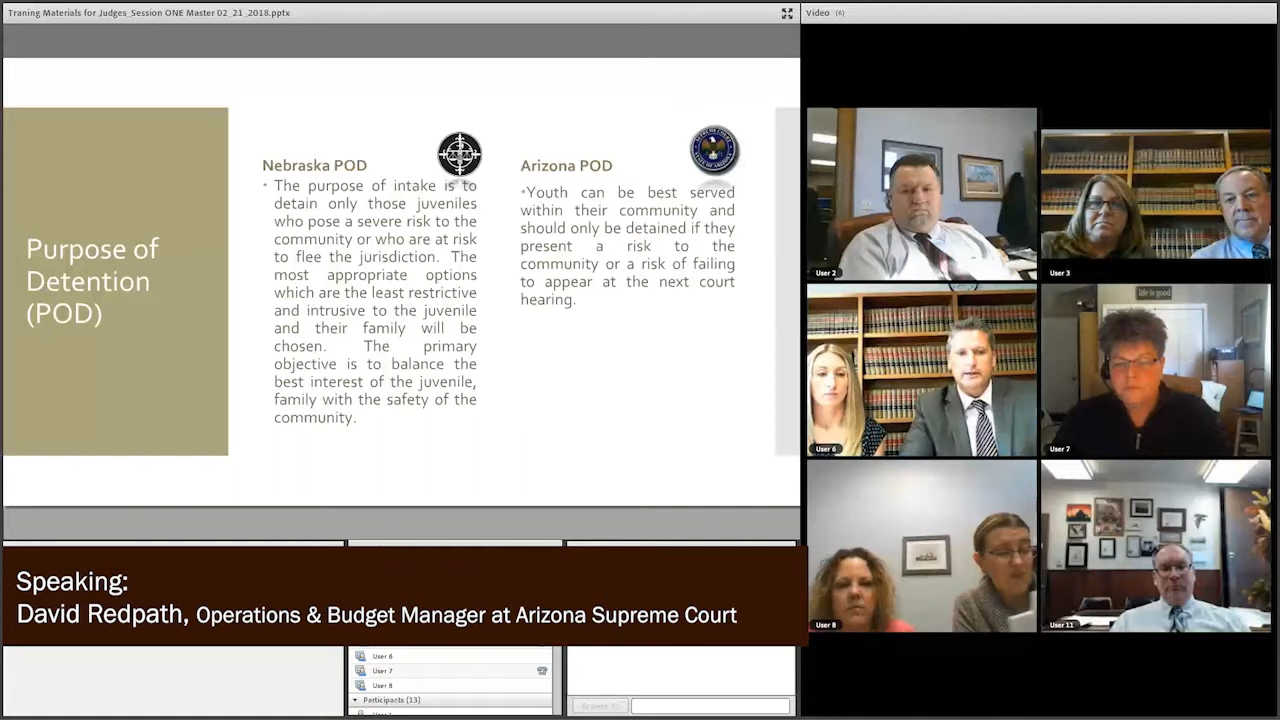 Traning Materials for Judges_Session ONE Master 02_21_2018.pptx
Video (6)
Purpose of
Detention
(POD)
Nebraska POD
• The purpose of intake is to
detain only those juveniles
who pose a severe risk to the
community or who are at risk
to flee the jurisdiction. The
most appropriate options
which are the least restrictive
and intrusive to the juvenile
and their family will be
chosen. The primary
objective is to balance the
best interest of the juvenile,
family with the safety of the
community.
Arizona POD
•Youth can be best served
within their community and
should only be detained if they
present a risk to the
community or a risk of failing
to appear at the next court
hearing.
User 2
User 3
life is good
User 6
User 7
User 8
User 11
Speaking:
David Redpath, Operations & Budget Manager at Arizona Supreme Court
User 6
User 7
User 8
Participants (13)